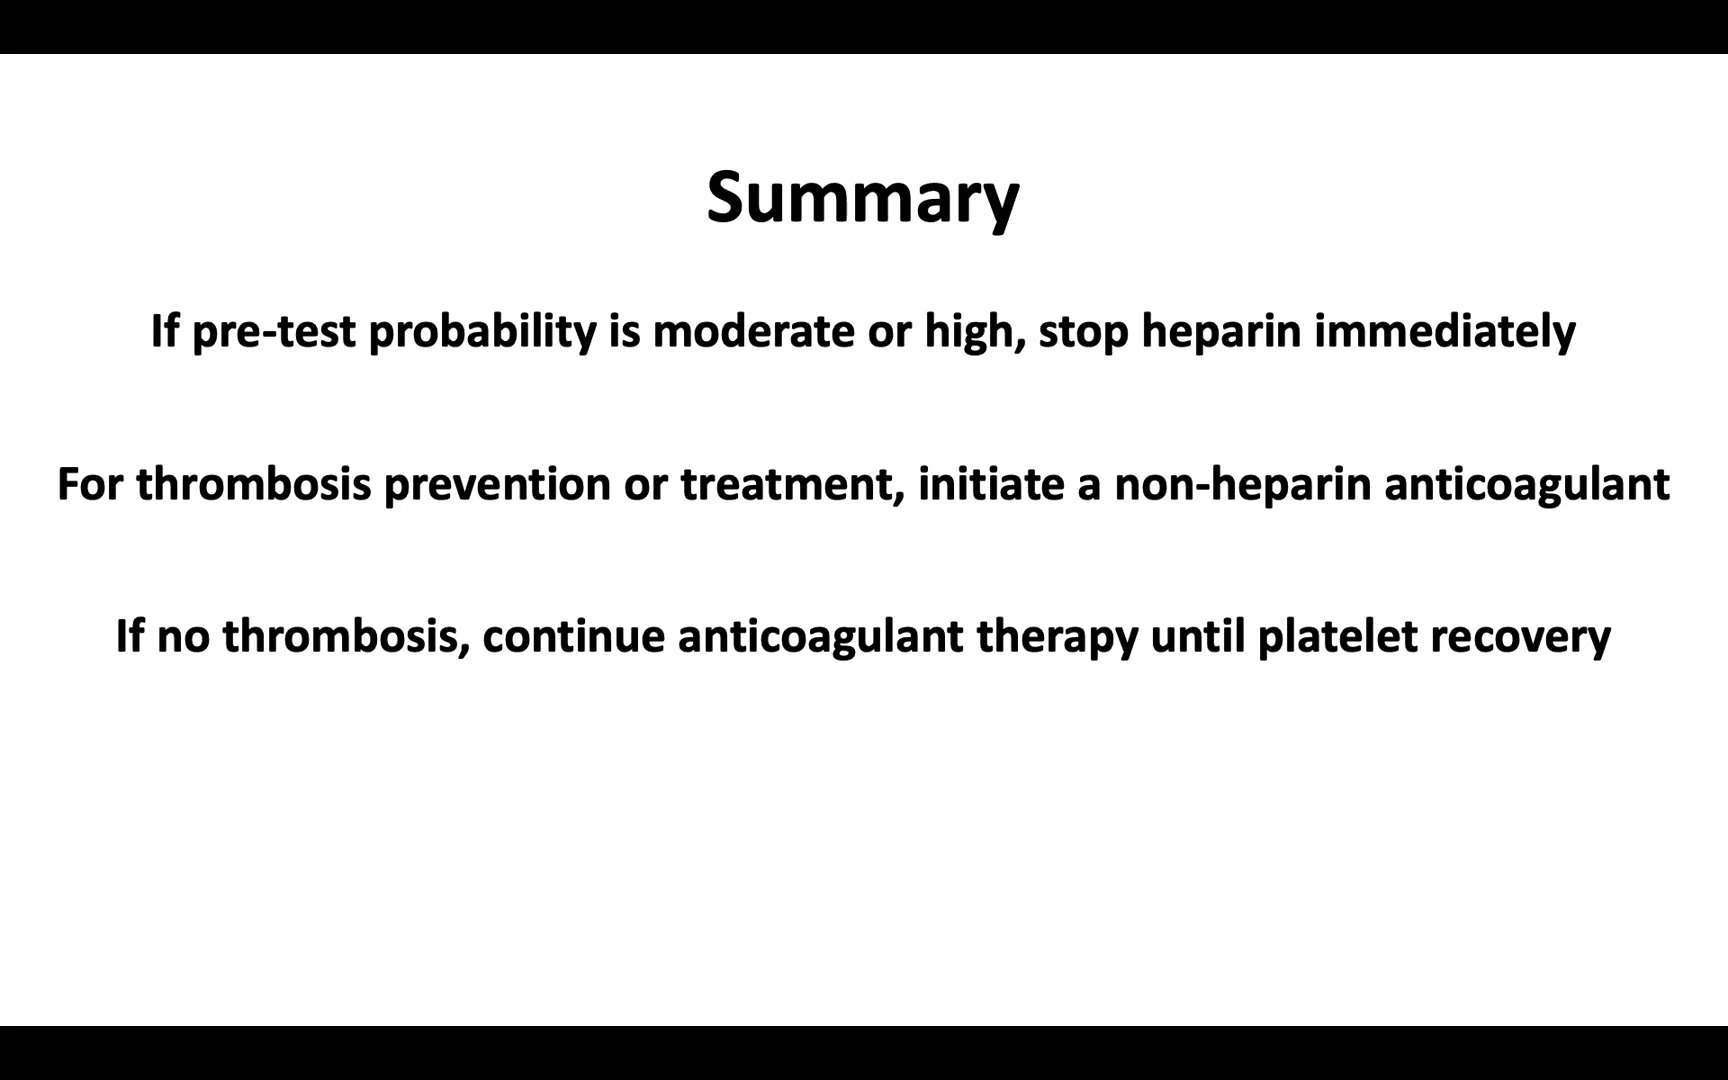 Summary
If pre-test probability is moderate or high, stop heparin immediately
For thrombosis prevention or treatment, initiate a non-heparin anticoagulant
If no thrombosis, continue anticoagulant therapy until platelet recovery